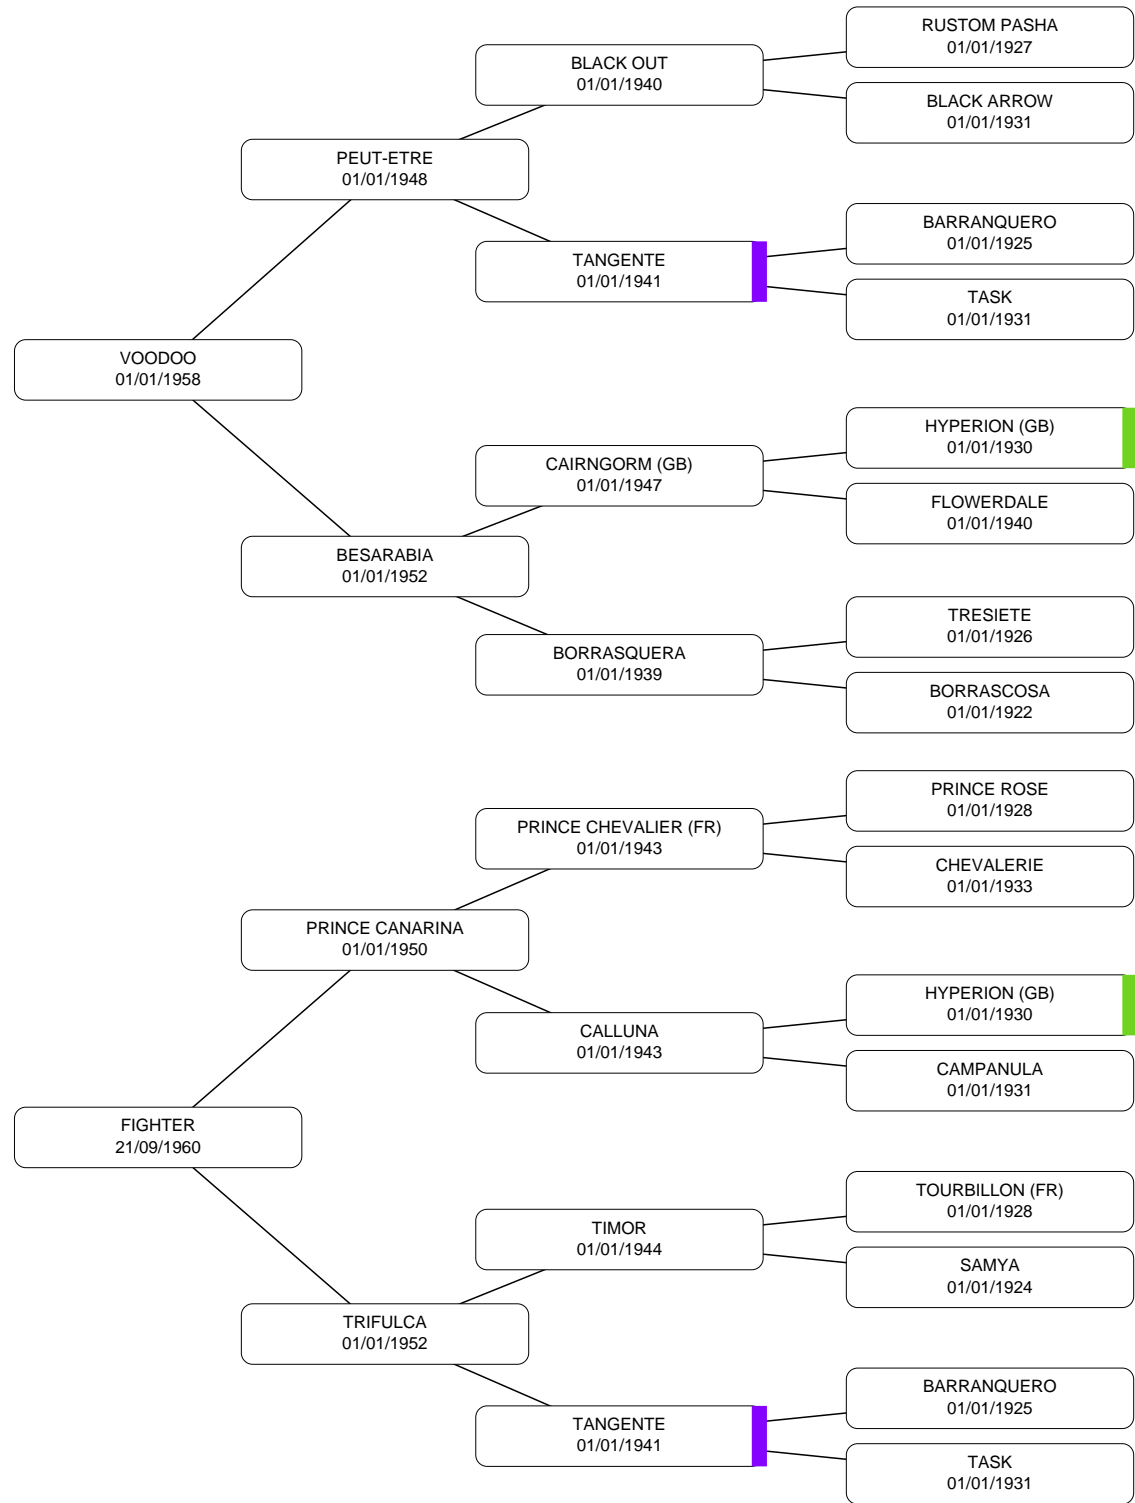 RUSTOM PASHA
01/01/1927
BLACK OUT
01/01/1940
BLACK ARROW
01/01/1931
PEUT-ETRE
01/01/1948
BARRANQUERO
01/01/1925
TANGENTE
01/01/1941
TASK
01/01/1931
VOODOO
01/01/1958
HYPERION (GB)
01/01/1930
CAIRNGORM (GB)
01/01/1947
FLOWERDALE
01/01/1940
BESARABIA
01/01/1952
TRESIETE
01/01/1926
BORRASQUERA
01/01/1939
BORRASCOSA
01/01/1922
PRINCE ROSE
01/01/1928
PRINCE CHEVALIER (FR)
01/01/1943
CHEVALERIE
01/01/1933
PRINCE CANARINA
01/01/1950
HYPERION (GB)
01/01/1930
CALLUNA
01/01/1943
CAMPANULA
01/01/1931
FIGHTER
21/09/1960
TOURBILLON (FR)
01/01/1928
TIMOR
01/01/1944
SAMYA
01/01/1924
TRIFULCA
01/01/1952
BARRANQUERO
01/01/1925
TANGENTE
01/01/1941
TASK
01/01/1931